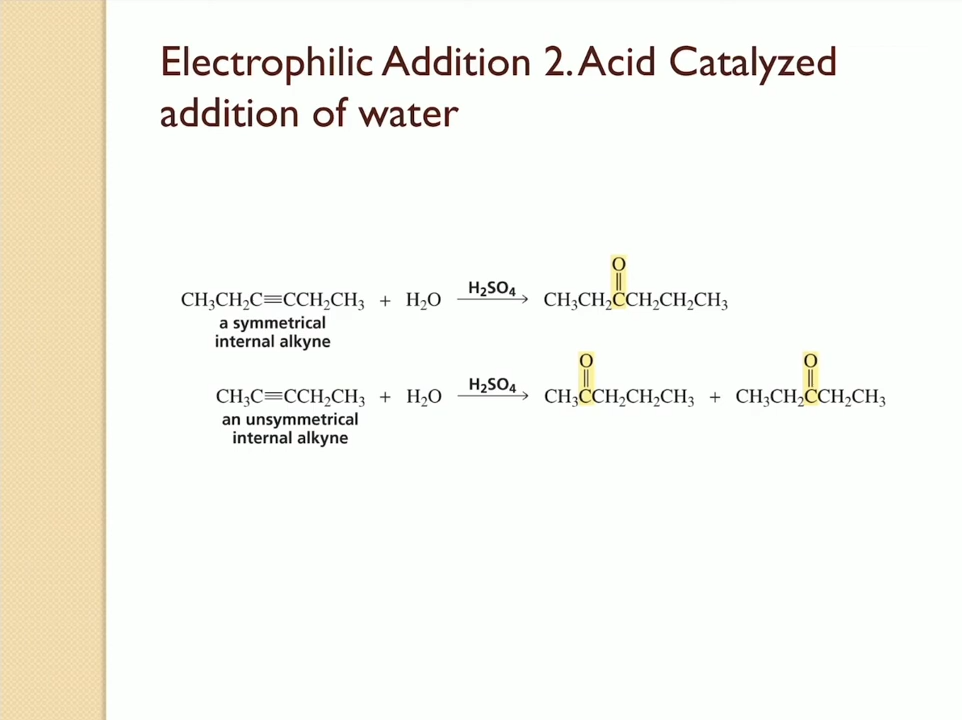 Electrophilic Addition 2. Acid Catalyzed
addition of water
O
CH₃CH₂C≡CCH₂CH₃ + H₂O H₂SO₄ → CH₃CH₂CCH₂CH₂CH₃
a symmetrical
internal alkyne
O O
CH₃C≡CCH₂CH₃ + H₂O H₂SO₄ → CH₃CCH₂CH₂CH₃ + CH₃CH₂CCH₂CH₃
an unsymmetrical
internal alkyne